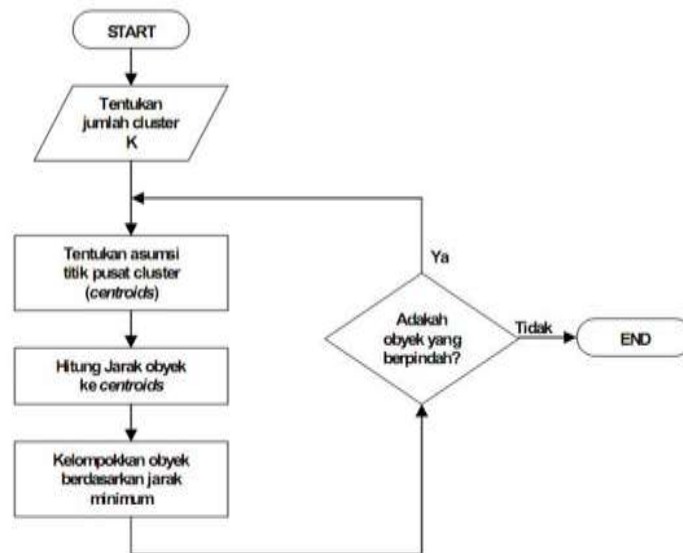 START
Tentukan
jumlah cluster
K
Tentukan asumsi
titik pusat cluster
(centroids)
Hitung Jarak obyek
ke centroids
Kelompokkan obyek
berdasarkan jarak
minimum
Ya
Adakah
obyek yang
berpindah?
Tidak
END